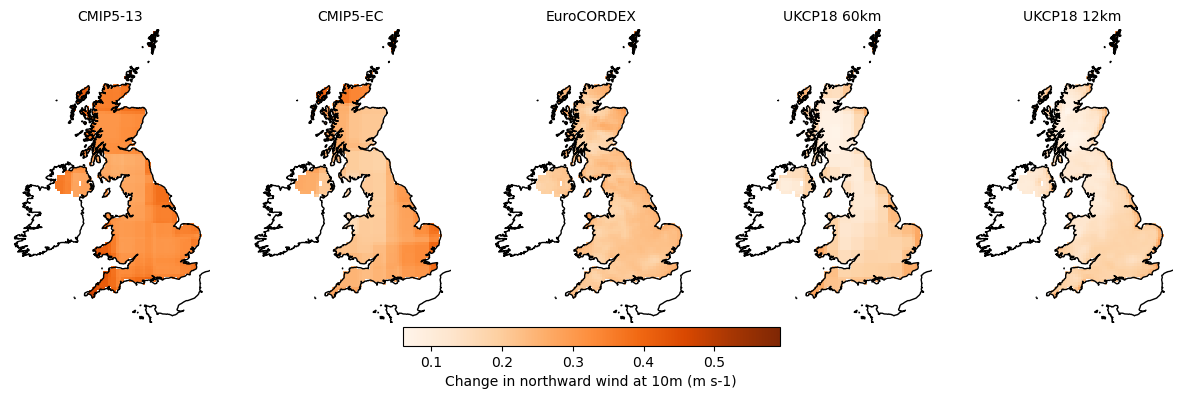 CMIP5-13 CMIP5-EC EuroCORDEX UKCP18 60km UKCP18 12km
0.1 0.2 0.3 0.4 0.5
Change in northward wind at 10m (m s-1)